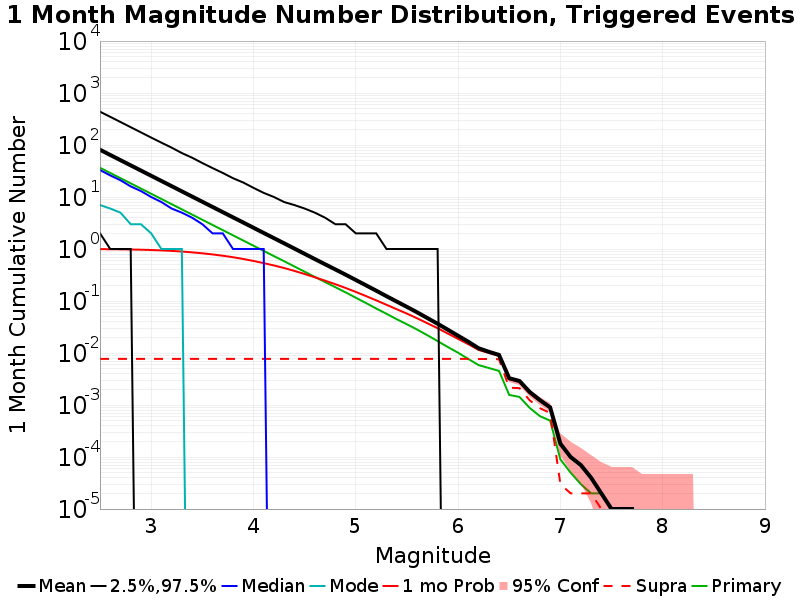 1 Month Magnitude Number Distribution, Triggered Events
1 Month Cumulative Number
10^4
10^3
10^2
10^1
10^0
10^-1
10^-2
10^-3
10^-4
10^-5
3 4 5 6 7 8 9
Magnitude
Mean 2.5%,97.5% Median Mode 1 mo Prob 95% Conf Supra Primary